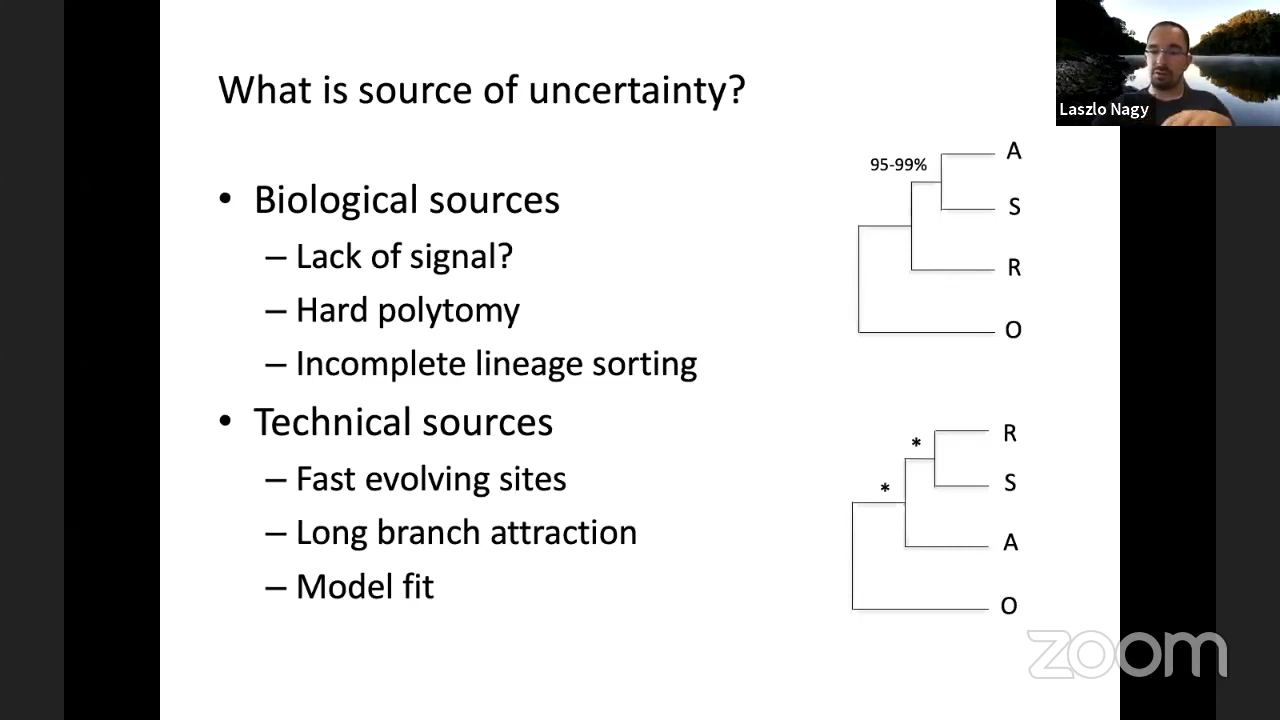 What is source of uncertainty?
Laszlo Nagy
• Biological sources
– Lack of signal?
– Hard polytomy
– Incomplete lineage sorting
• Technical sources
– Fast evolving sites
– Long branch attraction
– Model fit
95-99%
A
S
R
O
*
*
R
S
A
O
zoom